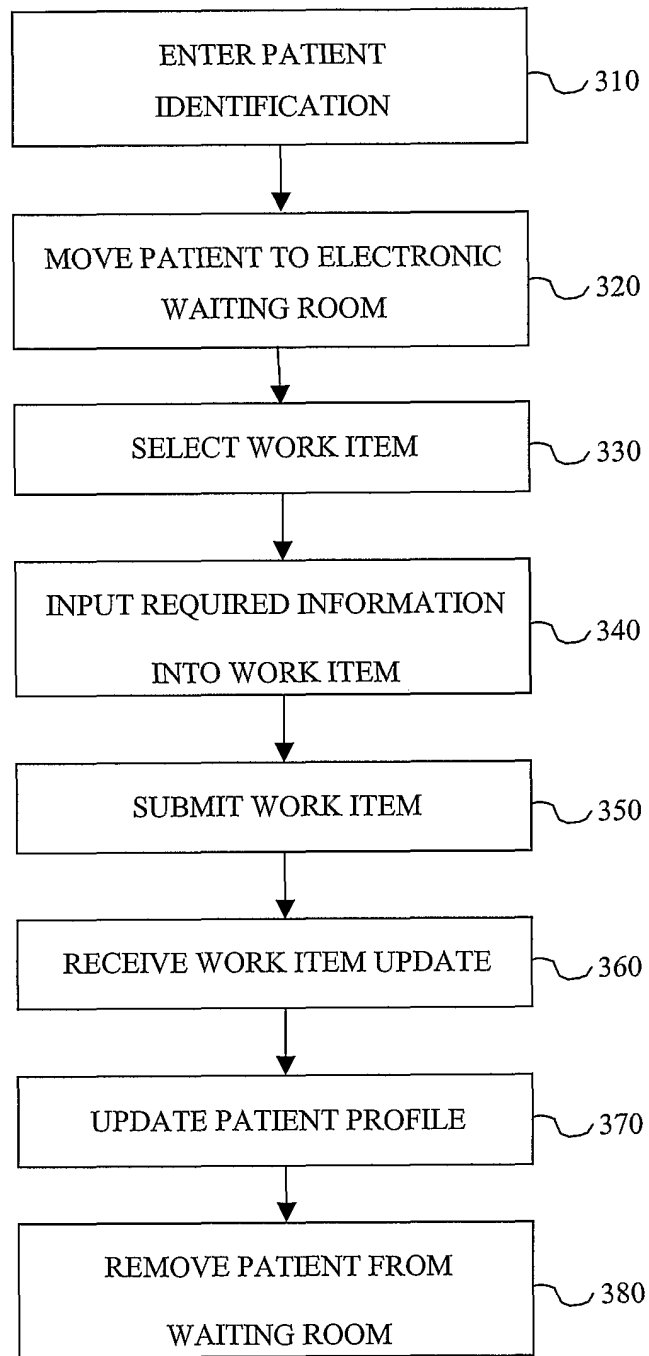 ENTER PATIENT
IDENTIFICATION
310
MOVE PATIENT TO ELECTRONIC
WAITING ROOM
320
SELECT WORK ITEM
330
INPUT REQUIRED INFORMATION
INTO WORK ITEM
340
SUBMIT WORK ITEM
350
RECEIVE WORK ITEM UPDATE
360
UPDATE PATIENT PROFILE
370
REMOVE PATIENT FROM
WAITING ROOM
380